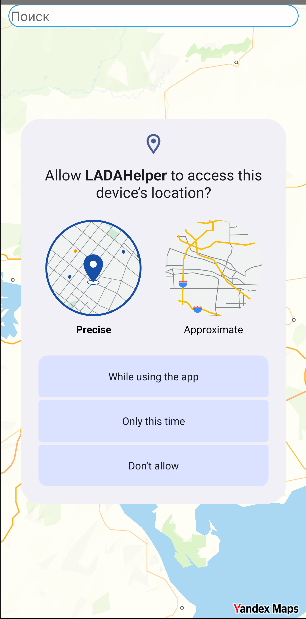 Поиск
Allow LADAHelper to access this
device's location?
Precise
Approximate
While using the app
Only this time
Don't allow
Yandex Maps